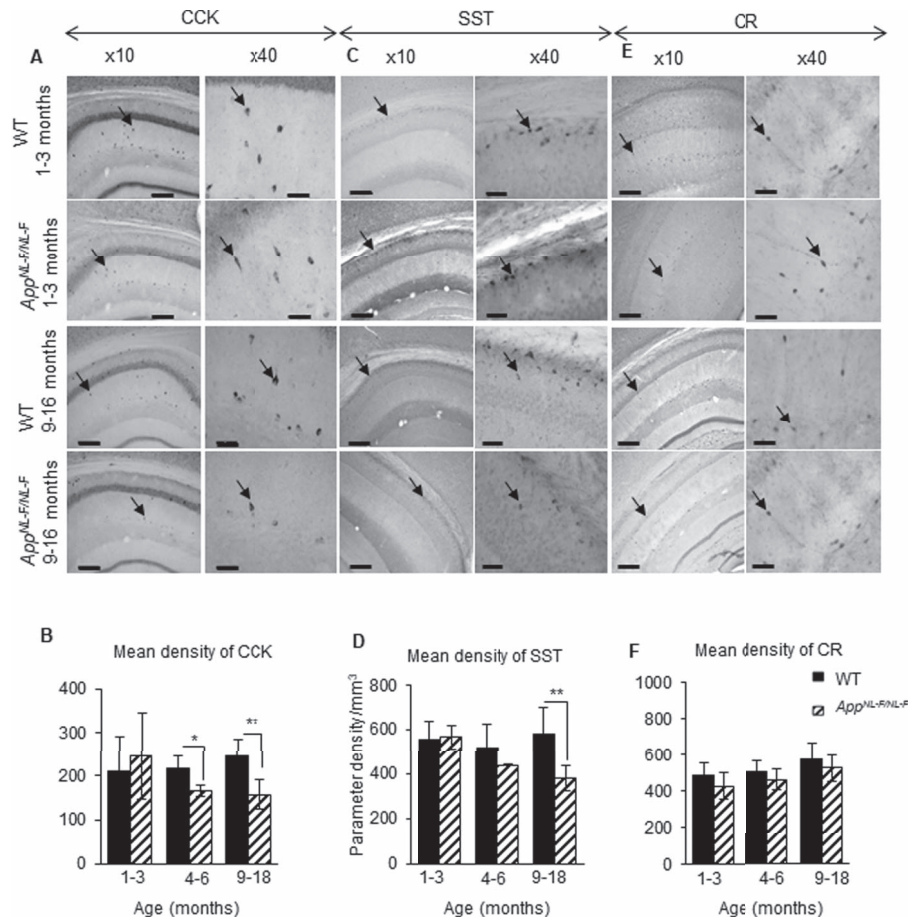 CCK SST CR
A x10 x40 C x10 x40 E x10 x40
WT
1-3 months
App^NL-F/NL-F
1-3 months
WT
9-16 months
App^NL-F/NL-F
9-16 months
B
Mean density of CCK
400
300
200
100
0
*
**
1-3 4-6 9-18
Age (months)
D
Mean density of SST
Parameter density/mm³
800
600
400
200
0
**
1-3 4-6 9-18
Age (months)
F
Mean density of CR
1000
800
600
400
200
0
WT
App^NL-F/NL-F
1-3 4-6 9-18
Age (months)